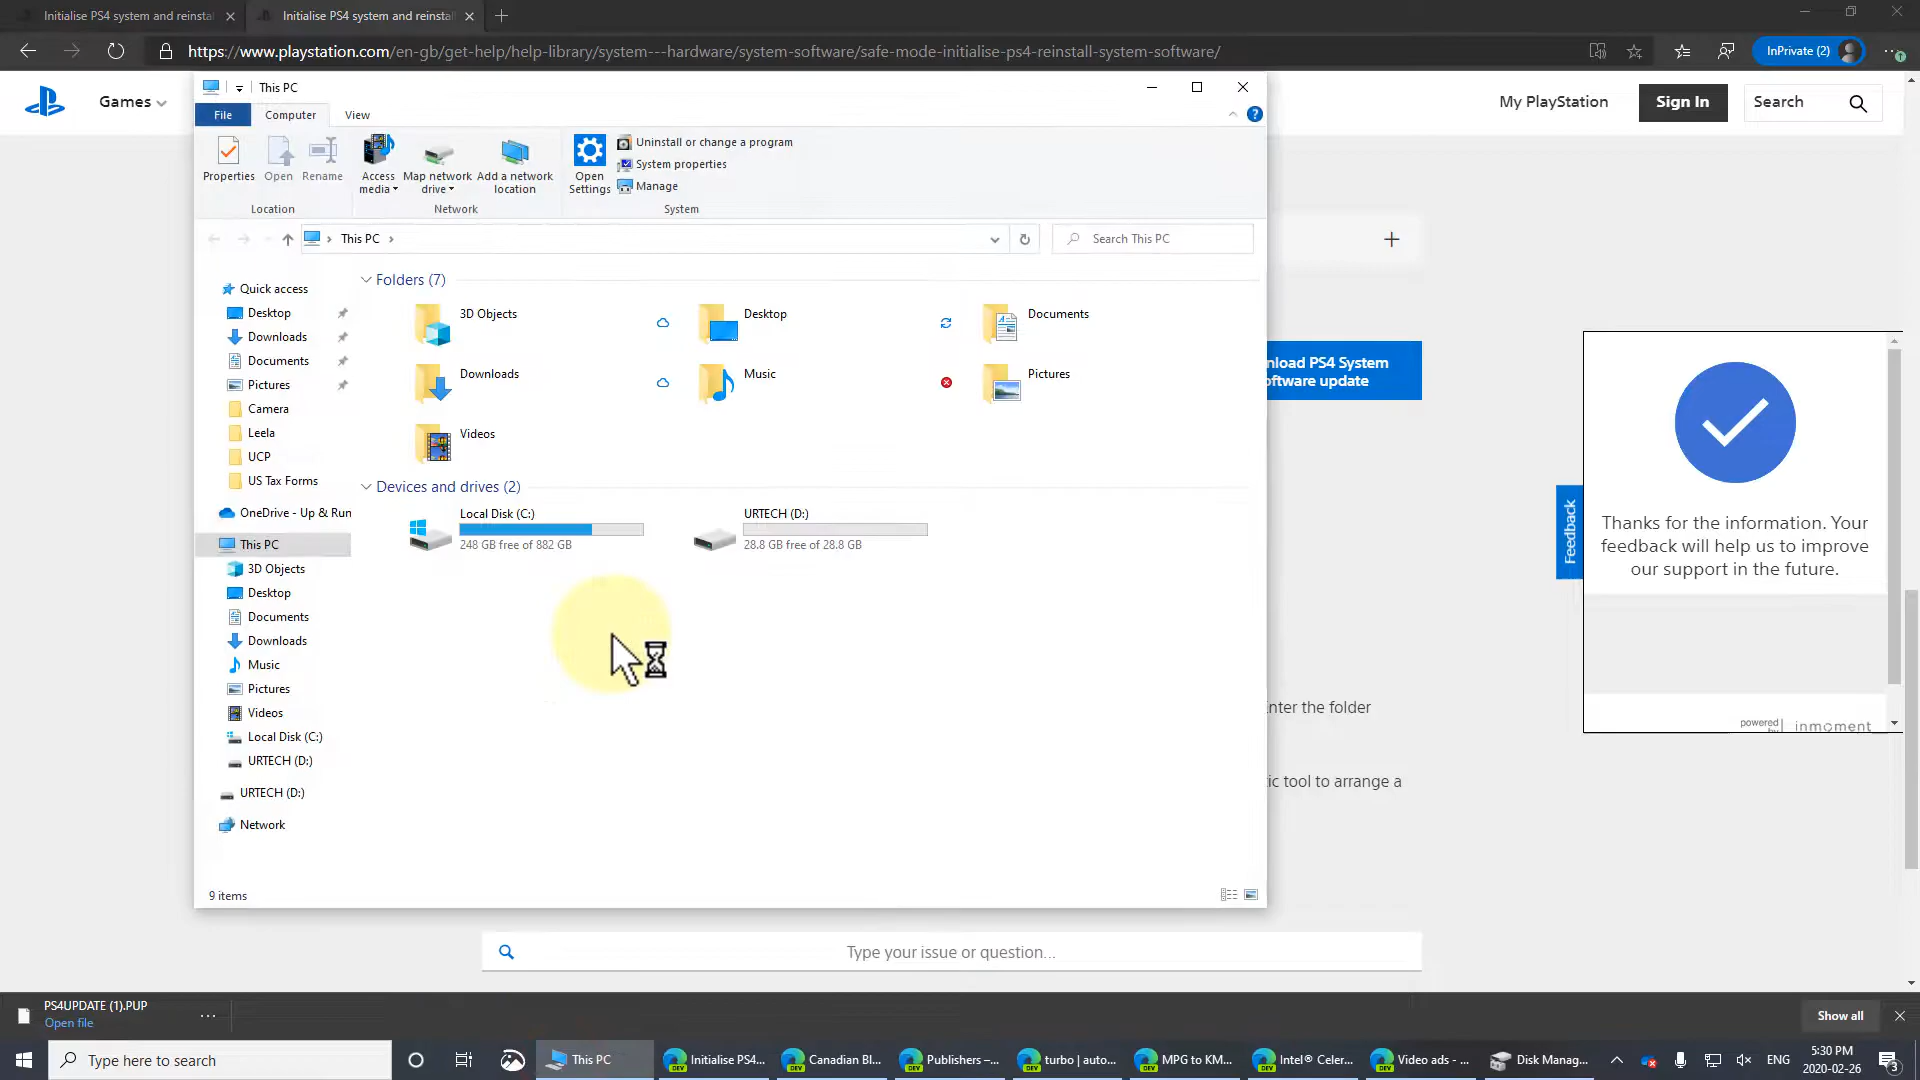 Initialise PS4 system and reinstal
Initialise PS4 system and reinstal
https://www.playstation.com/en-gb/get-help/help-library/system---hardware/system-software/safe-mode-initialise-ps4-reinstall-system-software/
InPrivate (2)
Games
My PlayStation
Sign In
Search
This PC
File
Computer
View
Properties
Open
Rename
Access media
Map network drive
Add a network location
Open Settings
Uninstall or change a program
System properties
Manage
Location
Network
System
This PC
Search This PC
Quick access
Desktop
Downloads
Documents
Pictures
Camera
Leela
UCP
US Tax Forms
OneDrive - Up & Run
This PC
3D Objects
Desktop
Documents
Downloads
Music
Pictures
Videos
Local Disk (C:)
URTECH (D:)
URTECH (D:)
Network
Folders (7)
3D Objects
Desktop
Documents
Downloads
Music
Pictures
Videos
Devices and drives (2)
Local Disk (C:)
248 GB free of 882 GB
URTECH (D:)
28.8 GB free of 28.8 GB
9 items
nload PS4 System
oftware update
nter the folder
ic tool to arrange a
Feedback
Thanks for the information. Your
feedback will help us to improve
our support in the future.
powered by
inmoment
Type your issue or question...
PS4UPDATE (1).PUP
Open file
Show all
Type here to search
This PC
Initialise PS4...
Canadian Bl...
Publishers –...
turbo | auto...
MPG to KM...
Intel® Celer...
Video ads - ...
Disk Manag...
ENG
5:30 PM
2020-02-26
3